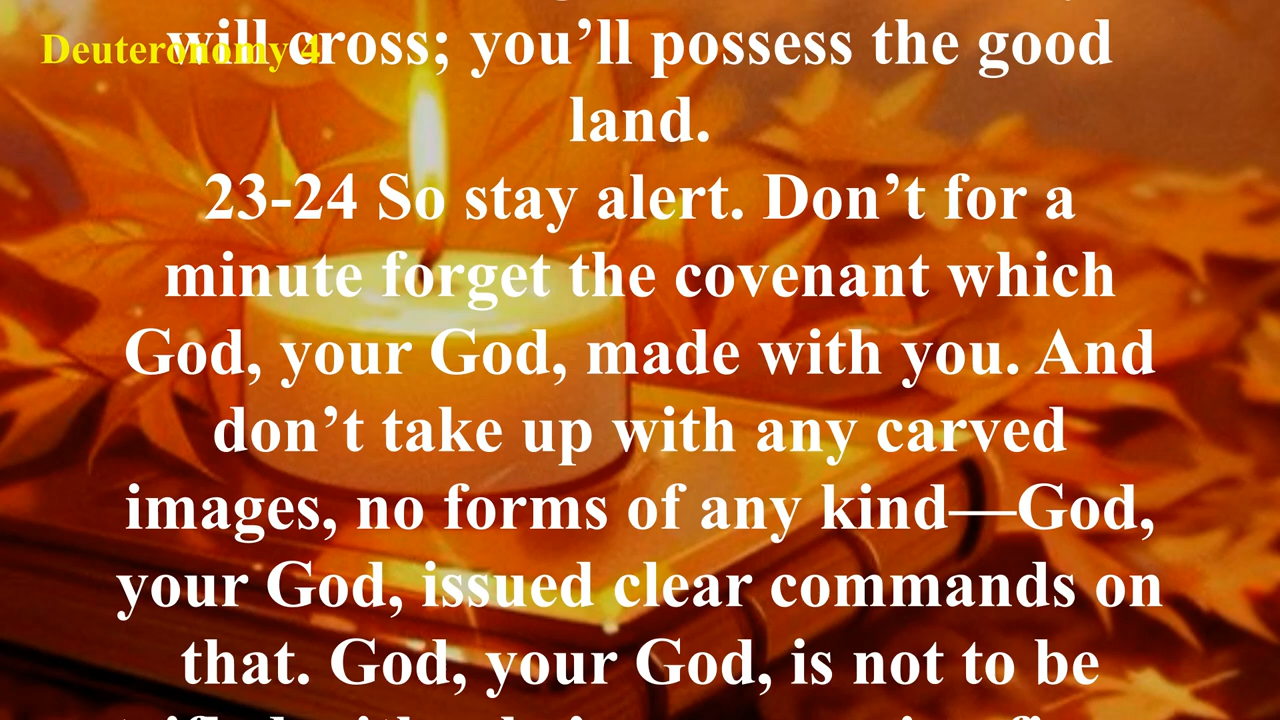 Deuteronomy 4
will cross; you’ll possess the good
land.
23-24 So stay alert. Don’t for a
minute forget the covenant which
God, your God, made with you. And
don’t take up with any carved
images, no forms of any kind—God,
your God, issued clear commands on
that. God, your God, is not to be